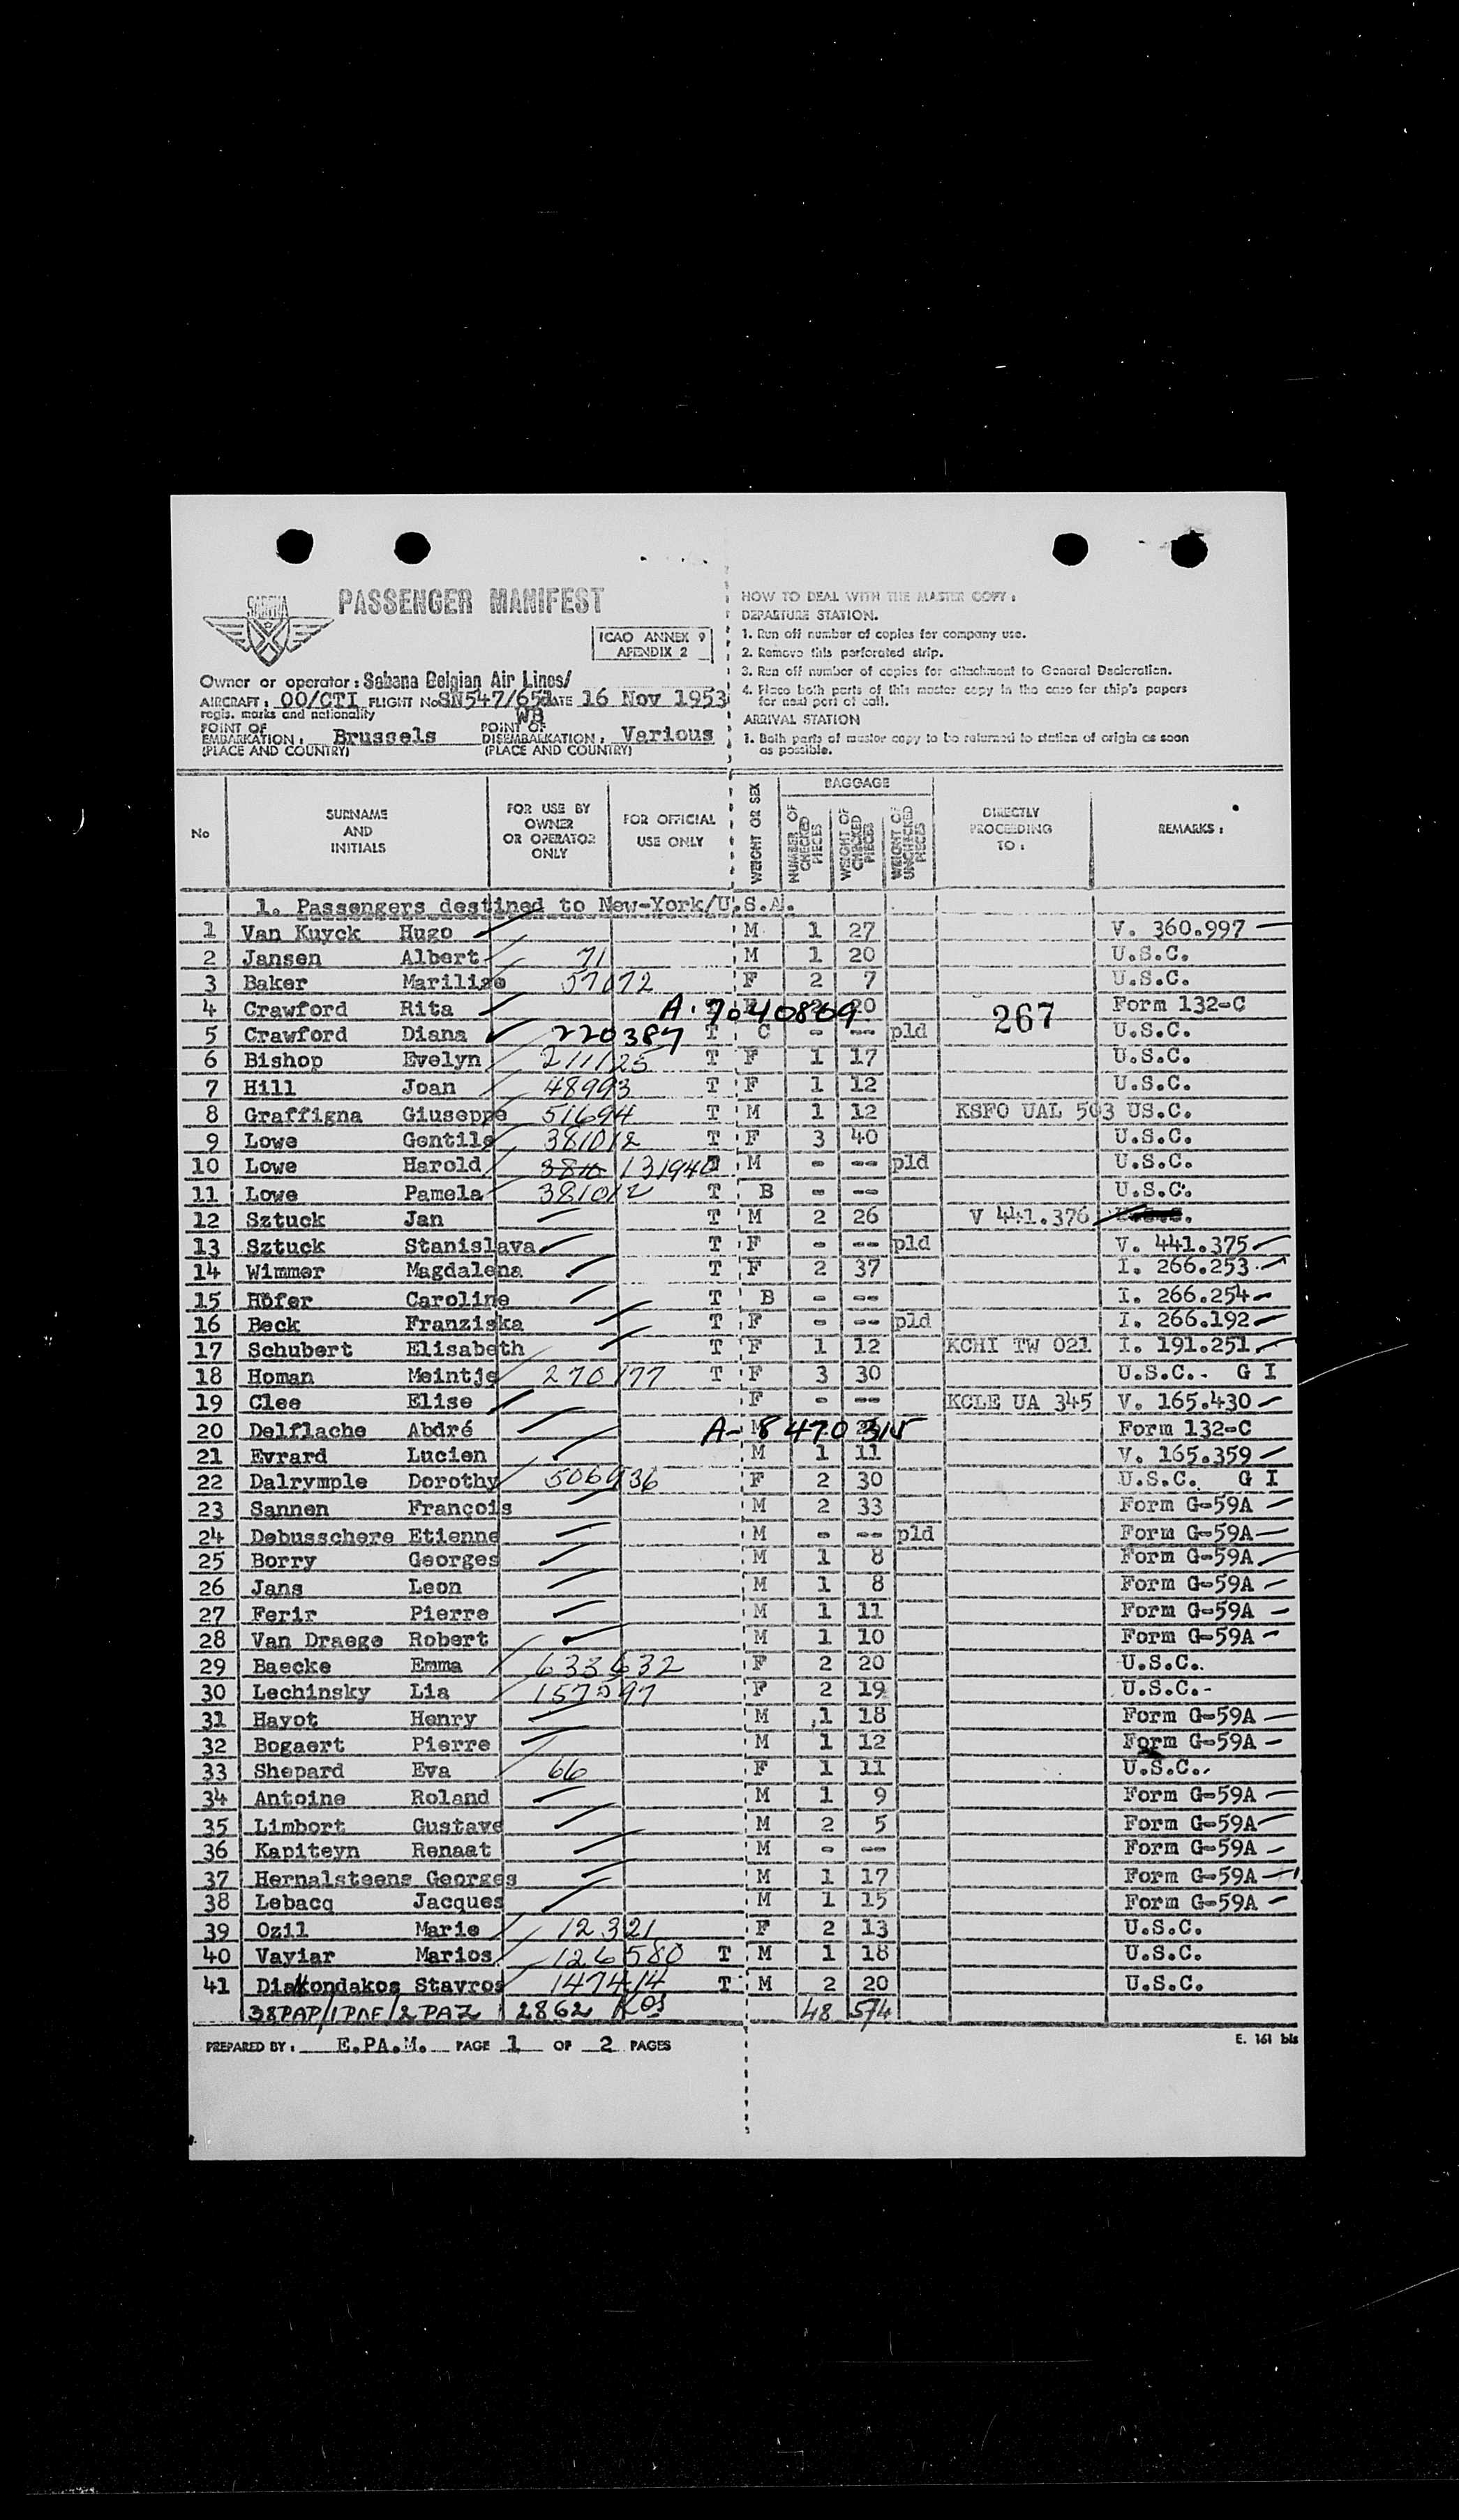 SABENA
PASSENGER MANIFEST
ICAO ANNEX 9
APENDIX 2
Owner or operator : Sabena Belgian Air Lines/
AIRCRAFT : OO/CTI FLIGHT No SN547/651 DATE 16 Nov 1953
regis. marks and nationality WB
POINT OF EMBARKATION : Brussels POINT OF DISEMBARKATION : Various
(PLACE AND COUNTRY) (PLACE AND COUNTRY)
HOW TO DEAL WITH THE MASTER COPY :
DEPARTURE STATION.
1. Run off number of copies for company use.
2. Remove this perforated strip.
3. Run off number of copies for attachment to General Declaration.
4. Place both parts of this master copy in the case for ship's papers
for next port of call.
ARRIVAL STATION
1. Both parts of master copy to be returned to station of origin as soon
as possible.
No SURNAME AND INITIALS FOR USE BY OWNER OR OPERATOR ONLY FOR OFFICIAL USE ONLY WEIGHT OR SEX BAGGAGE NUMBER OF CHECKED PIECES WEIGHT OF CHECKED PIECES WEIGHT OF UNCHECKED PIECES DIRECTLY PROCEEDING TO : REMARKS :
1. Passengers destined to New-York/U.S.A.
1 Van Kuyck Hugo M 1 27 V. 360.997
2 Jansen Albert 71 M 1 20 U.S.C.
3 Baker 57072 F 2 7 U.S.C.
4 Crawford Rita A. 7040869 20 Form 132-C
267
5 Crawford Diana 220387 T C - -- pld U.S.C.
6 Bishop Evelyn 211125 T F 1 17 U.S.C.
7 Hill Joan 48993 T F 1 12 U.S.C.
8 Graffigna Giuseppe 51694 T M 1 12 KSFO UAL 503 US.C.
9 Lowe Gentile 381012 T F 3 40 U.S.C.
10 Lowe Harold 131940 T M - -- pld U.S.C.
11 Lowe Pamela 381012 T B - -- U.S.C.
12 Sztuck Jan T M 2 26 V 441.376
13 Sztuck Stanislava T F - -- pld V. 441.375
14 Wimmer Magdalena T F 2 37 I. 266.253
15 Höfer Caroline T B - -- I. 266.254
16 Beck Franziska T F - -- pld I. 266.192
17 Schubert Elisabeth T F 1 12 KCHI TW 021 I. 191.251
18 Homan Meintje 270177 T F 3 30 U.S.C. G I
19 Clee Elise F - -- KCLE UA 345 V. 165.430
20 Delflache Abdré A- 8470315 Form 132-C
21 Evrard Lucien M 1 11 V. 165.359
22 Dalrymple Dorothy 506936 F 2 30 U.S.C. G I
23 Sannen François M 2 33 Form G-59A
24 Debusschere Etienne M - -- pld Form G-59A
25 Borry Georges M 1 8 Form G-59A
26 Jans Leon M 1 8 Form G-59A
27 Ferir Pierre M 1 11 Form G-59A
28 Van Draege Robert M 1 10 Form G-59A
29 Baecke Emma 633632 F 2 20 U.S.C.
30 Lechinsky Lia 157597 F 2 19 U.S.C.
31 Hayot Henry M 1 18 Form G-59A
32 Bogaert Pierre M 1 12 Form G-59A
33 Shepard Eva 66 F 1 11 U.S.C.
34 Antoine Roland M 1 9 Form G-59A
35 Limbort Gustave M 2 5 Form G-59A
36 Kapiteyn Renaat M - -- Form G-59A
37 Hernalsteens Georges M 1 17 Form G-59A
38 Lebacq Jacques M 1 15 Form G-59A
39 Ozil Marie 12321 F 2 13 U.S.C.
40 Vayiar Marios 126580 T M 1 18 U.S.C.
41 Diakondakos Stavros 147414 T M 2 20 U.S.C.
38PAP/1PAF/2PAZ 2862 Kos 48 574
PREPARED BY : E.PA.M. PAGE 1 OF 2 PAGES
E. 161 bis